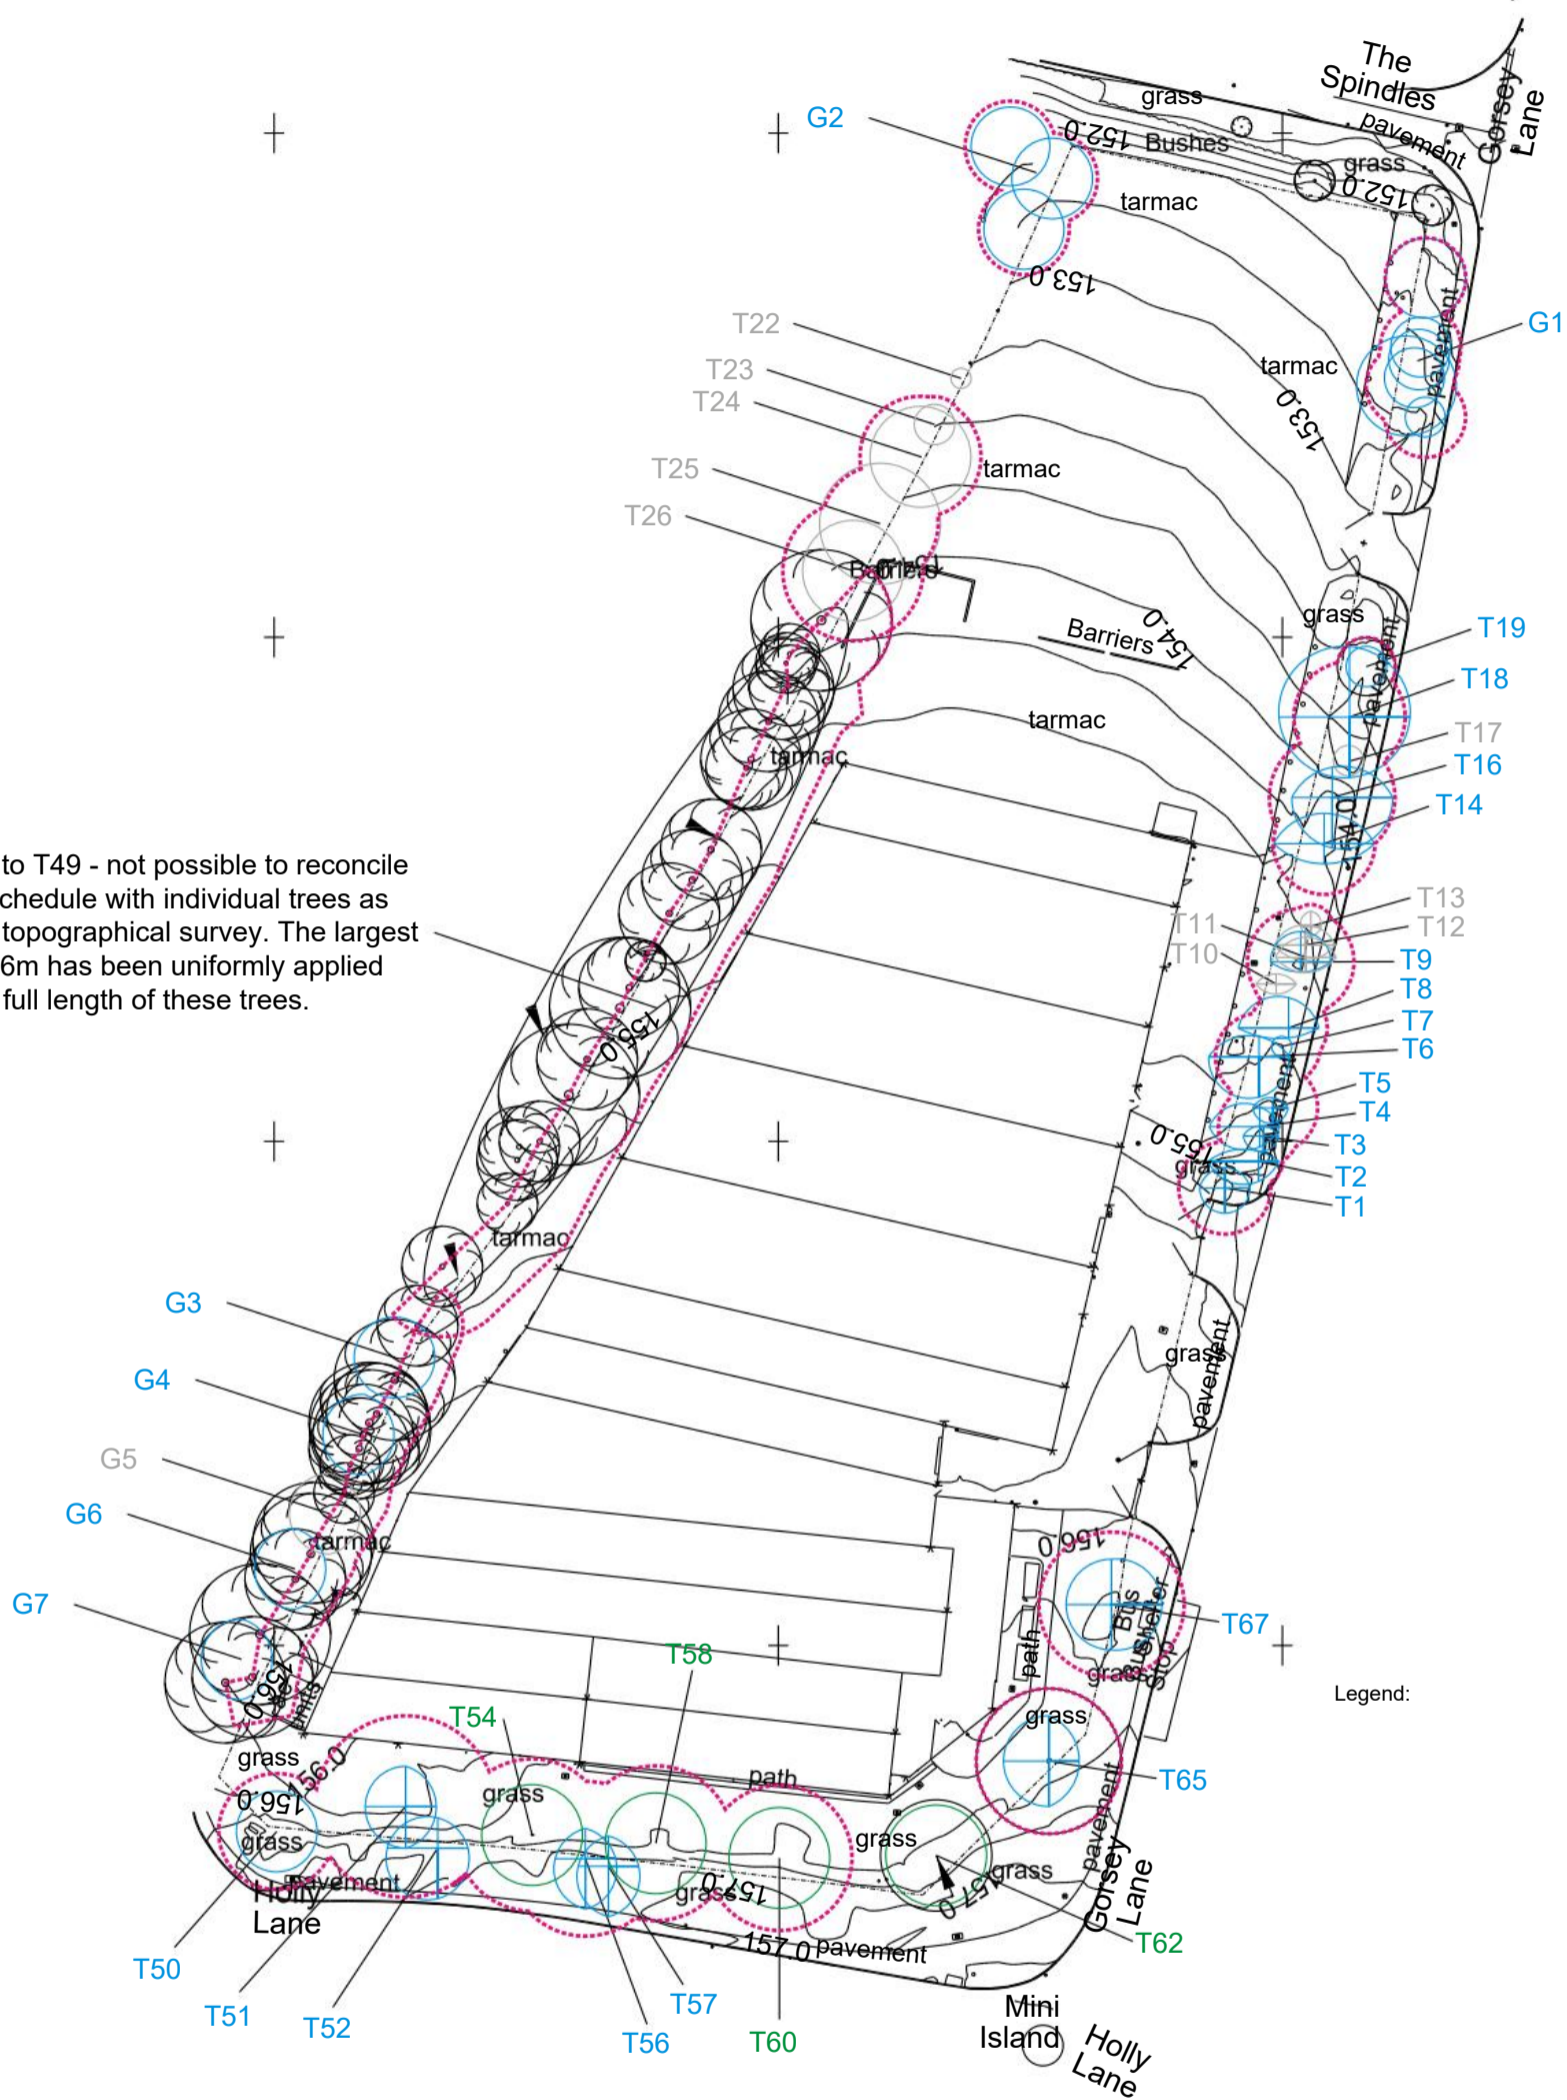 The
Spindles
Gorsey
Lane
grass
pavement
G2
152.0
Bushes
grass
152.0
tarmac
153.0
pavement
G1
T22
T23
T24
tarmac
153.0
T25
tarmac
T26
Barriers
154.0
grass
T19
pavement
T18
tarmac
T17
tarmac
T16
T14
154.0
to T49 - not possible to reconcile
chedule with individual trees as
topographical survey. The largest
6m has been uniformly applied
full length of these trees.
T13
T11
T12
T10
T9
T8
T7
T6
155.0
pavement
T5
T4
155.0
T3
grass
T2
T1
tarmac
G3
grass
pavement
G4
G5
G6
tarmac
156.0
G7
Bus
Shelter
Bus
Stop
T67
path
grass
T58
156.0
units
Legend:
T54
grass
grass
156.0
path
T65
156.0
grass
grass
grass
grass
pavement
grass
157.0
157.0
pavement
Gorsey
Lane
Holly
Lane
157.0
pavement
T62
T50
T51
T52
T57
T56
T60
Mini
Island
Holly
Lane